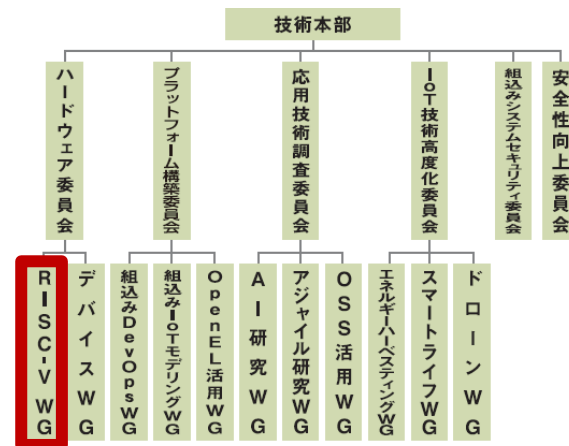 技術本部
ハードウェア委員会
プラットフォーム構築委員会
応用技術調査委員会
IoT技術高度化委員会
組込みシステムセキュリティ委員会
安全性向上委員会
RISC-V WG
デバイスWG
組込みDevOpsWG
組込みIoTモデリングWG
OpenEL活用WG
AI研究WG
アジャイル研究WG
OSS活用WG
エネルギーハーベスティングWG
スマートライフWG
ドローンWG